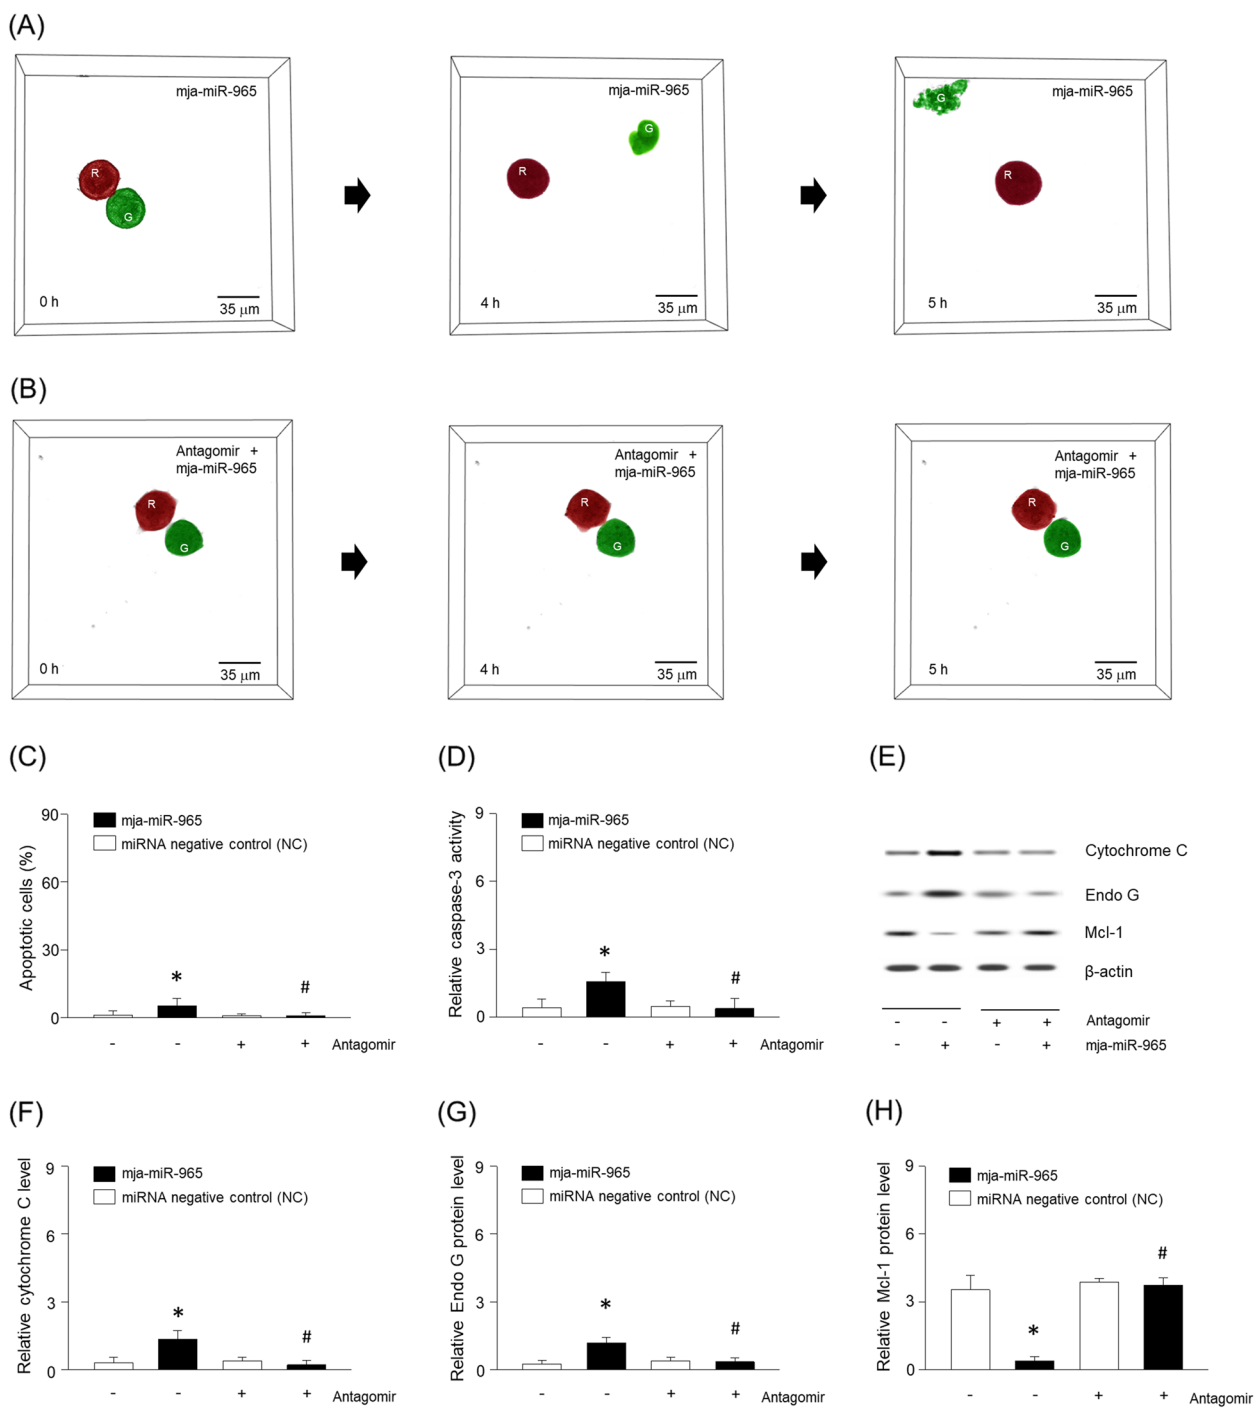 (A)
mja-miR-965
R
G
0 h
35 μm
mja-miR-965
R
G
4 h
35 μm
mja-miR-965
G
R
5 h
35 μm
(B)
Antagomir +
mja-miR-965
R
G
0 h
35 μm
Antagomir +
mja-miR-965
R
G
4 h
35 μm
Antagomir +
mja-miR-965
R
G
5 h
35 μm
(C)
Apoptotic cells (%)
90
60
30
0
mja-miR-965
miRNA negative control (NC)
*
#
- - + + Antagomir
(D)
Relative caspase-3 activity
9
6
3
0
mja-miR-965
miRNA negative control (NC)
*
#
- - + + Antagomir
(E)
Cytochrome C
Endo G
Mcl-1
β-actin
- - + + Antagomir
- + - + mja-miR-965
(F)
Relative cytochrome C level
9
6
3
0
mja-miR-965
miRNA negative control (NC)
*
#
- - + + Antagomir
(G)
Relative Endo G protein level
9
6
3
0
mja-miR-965
miRNA negative control (NC)
*
#
- - + + Antagomir
(H)
Relative Mcl-1 protein level
9
6
3
0
mja-miR-965
miRNA negative control (NC)
*
#
- - + + Antagomir